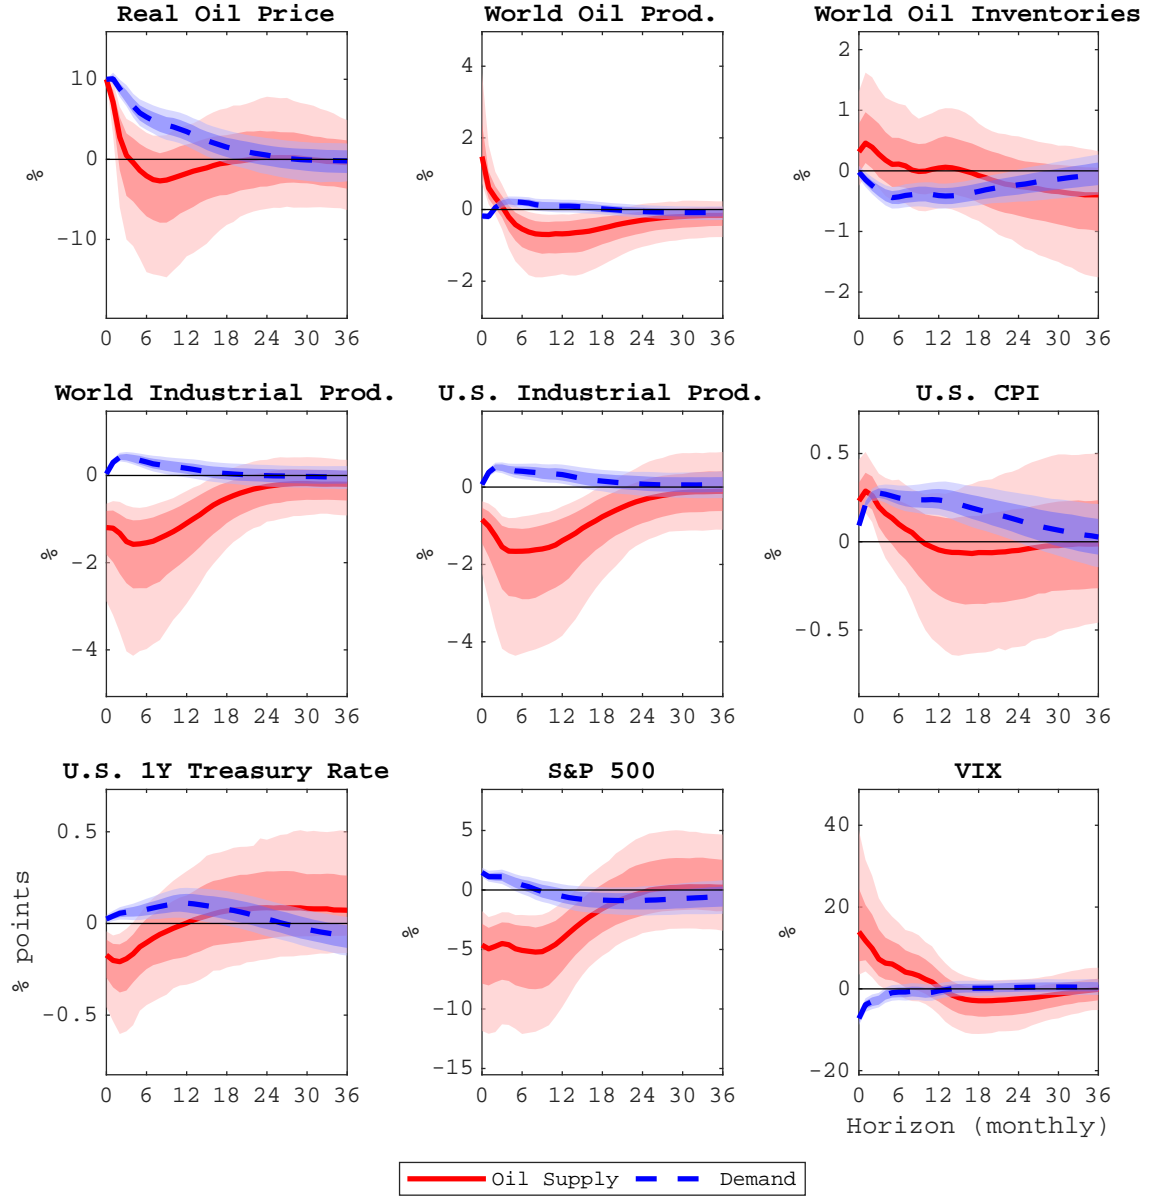 Real Oil Price World Oil Prod. World Oil Inventories
10
0
-10
%
0 6 12 18 24 30 36
4
2
0
-2
%
0 6 12 18 24 30 36
2
1
0
-1
-2
%
0 6 12 18 24 30 36
World Industrial Prod. U.S. Industrial Prod. U.S. CPI
0
-2
-4
%
0 6 12 18 24 30 36
0
-2
-4
%
0 6 12 18 24 30 36
0.5
0
-0.5
%
0 6 12 18 24 30 36
U.S. 1Y Treasury Rate S&P 500 VIX
0.5
0
-0.5
% points
0 6 12 18 24 30 36
5
0
-5
-10
-15
%
0 6 12 18 24 30 36
40
20
0
-20
%
0 6 12 18 24 30 36
Horizon (monthly)
Oil Supply Demand